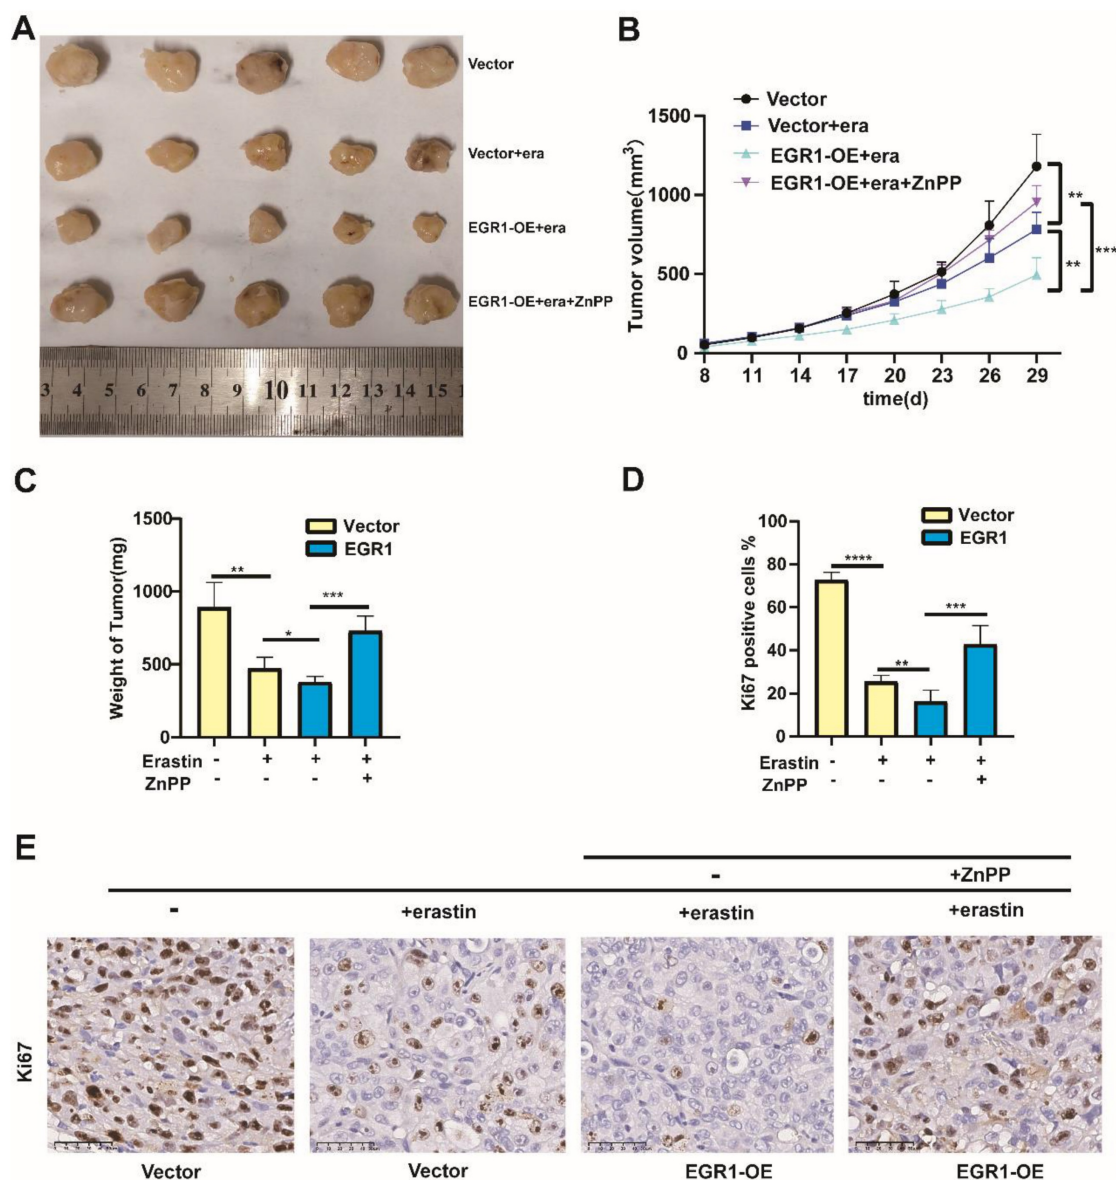 A
Vector
Vector+era
EGR1-OE+era
EGR1-OE+era+ZnPP
3 4 5 6 7 8 9 10 11 12 13 14 15
B
Vector
Vector+era
EGR1-OE+era
EGR1-OE+era+ZnPP
Tumor volume(mm³)
1500
1000
500
0
8 11 14 17 20 23 26 29
time(d)
**
**
***
C
Vector
EGR1
Weight of Tumor(mg)
1500
1000
500
0
**
*
***
Erastin - + + +
ZnPP - - - +
D
Vector
EGR1
Ki67 positive cells %
100
80
60
40
20
0
****
**
***
Erastin - + + +
ZnPP - - - +
E
- +ZnPP
- +erastin +erastin +erastin
Ki67
Vector Vector EGR1-OE EGR1-OE